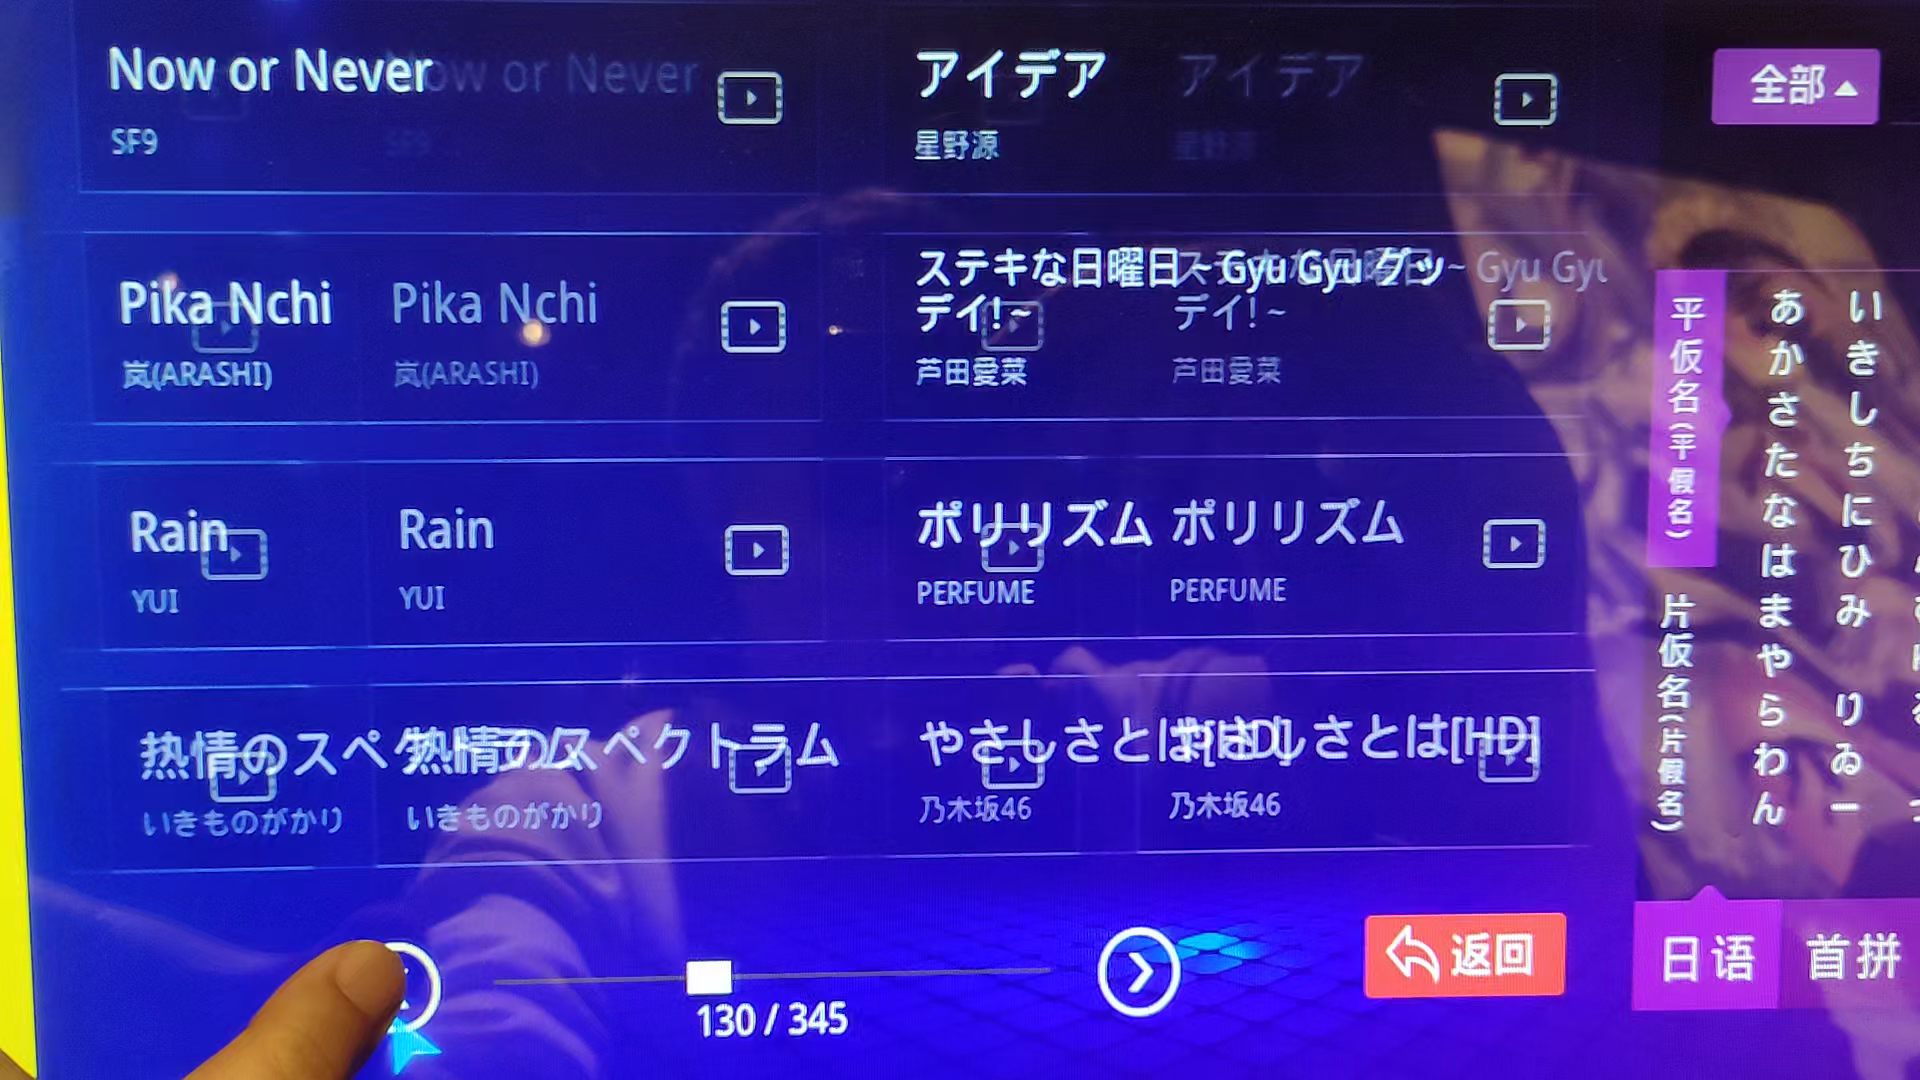 Now or Never
SF9
アイデア
星野源
Pika Nchi
岚(ARASHI)
ステキな日曜日~Gyu Gyu グッ
デイ!~
芦田愛菜
Rain
YUI
ポリリズム
PERFUME
热情のスペクトラム
いきものがかり
やさしさとは[HD]
乃木坂46
130 / 345
返回
全部
平仮名(平假名)
片仮名(片假名)
あかさたなはまやらわん
いきしちにひみ りゐー
日语
首拼